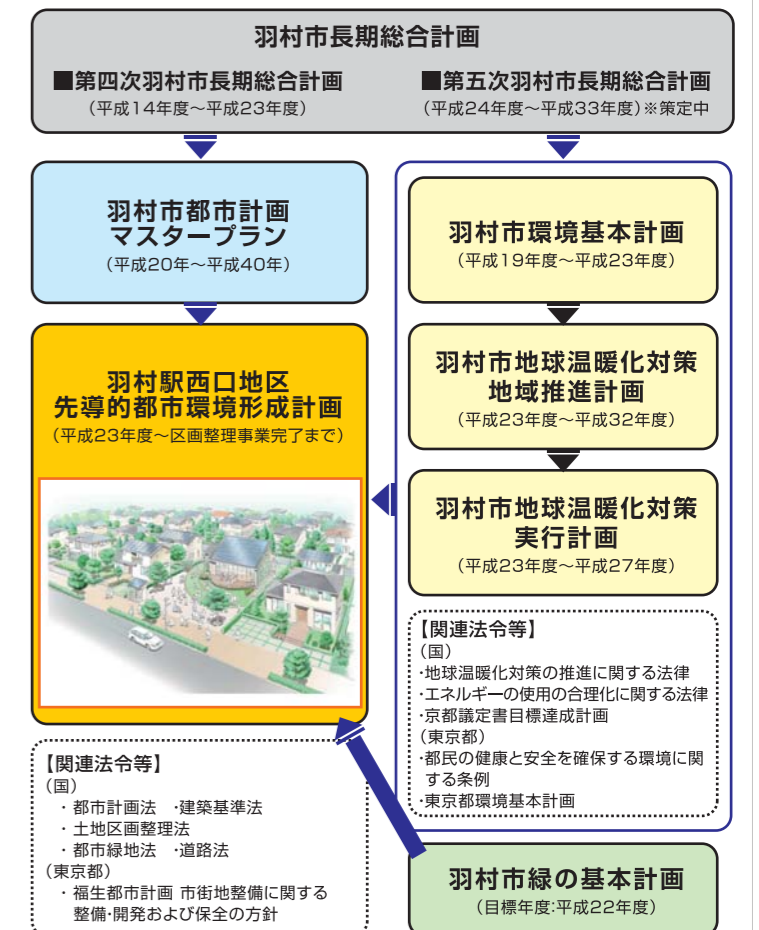 羽村市長期総合計画
■第四次羽村市長期総合計画
(平成14年度～平成23年度)
■第五次羽村市長期総合計画
(平成24年度～平成33年度)※策定中
羽村市都市計画
マスタープラン
(平成20年～平成40年)
羽村駅西口地区
先導的都市環境形成計画
(平成23年度～区画整理事業完了まで)
【関連法令等】
(国)
・都市計画法 ・建築基準法
・土地区画整理法
・都市緑地法 ・道路法
(東京都)
・福生都市計画 市街地整備に関する
整備・開発および保全の方針
羽村市環境基本計画
(平成19年度～平成23年度)
羽村市地球温暖化対策
地域推進計画
(平成23年度～平成32年度)
羽村市地球温暖化対策
実行計画
(平成23年度～平成27年度)
【関連法令等】
(国)
・地球温暖化対策の推進に関する法律
・エネルギーの使用の合理化に関する法律
・京都議定書目標達成計画
(東京都)
・都民の健康と安全を確保する環境に関
する条例
・東京都環境基本計画
羽村市緑の基本計画
(目標年度:平成22年度)